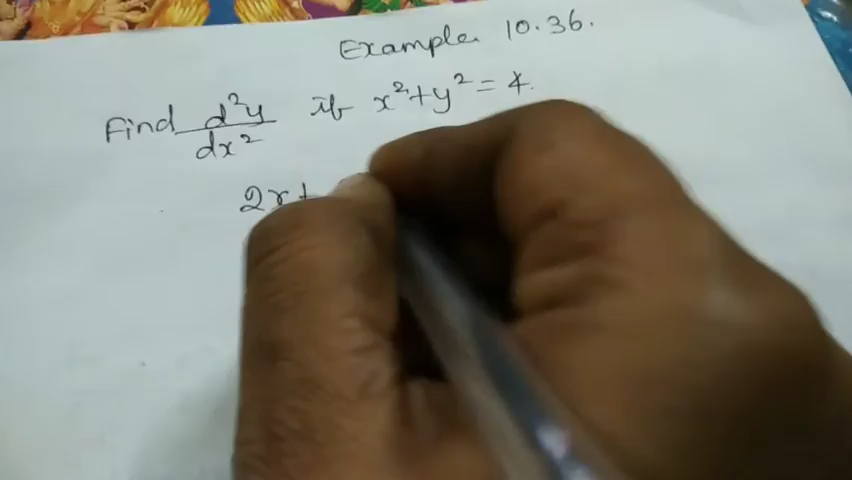 Example 10.36.
Find d²y/dx² if x²+y²=4.
2x+